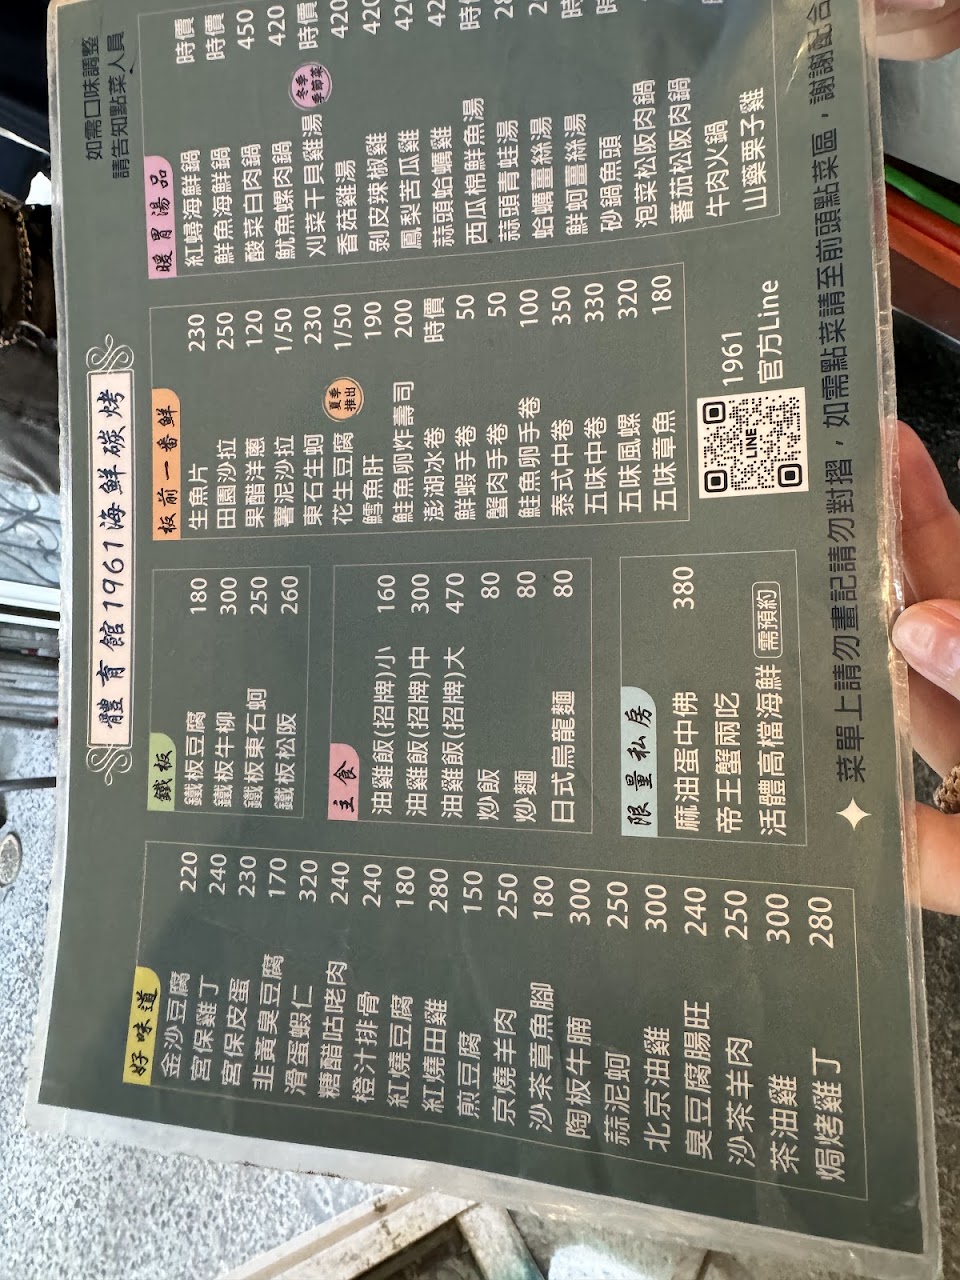 體育館1961海鮮碳烤
如需口味調整
請告知點菜人員
好味道
金沙豆腐 220
宮保雞丁 240
宮保皮蛋 230
韭黃臭豆腐 170
滑蛋蝦仁 320
糖醋咕咾肉 240
橙汁排骨 240
紅燒豆腐 180
紅燒田雞 280
煎豆腐 150
京燒羊肉 250
沙茶章魚腳 180
陶板牛腩 300
蒜泥蚵 250
北京油雞 300
臭豆腐腸旺 240
沙茶羊肉 250
茶油雞 300
焗烤雞丁 280
鐵板
鐵板豆腐 180
鐵板牛柳 300
鐵板東石蚵 250
鐵板松阪 260
主食
油雞飯(招牌)小 160
油雞飯(招牌)中 300
油雞飯(招牌)大 470
炒飯 80
炒麵 80
日式烏龍麵 80
限量私房
麻油蛋中佛 380
帝王蟹兩吃
活體高檔海鮮 需預約
板前一番鮮
生魚片 230
田園沙拉 250
果醋洋蔥 120
薯泥沙拉 1/50
東石生蚵 230
花生豆腐 夏季推出 1/50
鱈魚肝 190
鮭魚卵炸壽司 200
澎湖冰卷 時價
鮮蝦手卷 50
蟹肉手卷 50
鮭魚卵手卷 100
泰式中卷 350
五味中卷 330
五味風螺 320
五味章魚 180
LINE
1961
官方Line
暖胃湯品
紅蟳海鮮鍋 時價
鮮魚海鮮鍋 時價
酸菜白肉鍋 450
魷魚螺肉鍋 420
刈菜干貝雞湯 冬季季節菜 時價
香菇雞湯 420
剝皮辣椒雞 420
鳳梨苦瓜雞
蒜頭蛤蠣雞
西瓜綿鮮魚湯
蒜頭青蛙湯
蛤蠣薑絲湯
鮮蚵薑絲湯
砂鍋魚頭
泡菜松阪肉鍋
蕃茄松阪肉鍋
牛肉火鍋
山藥栗子雞
菜單上請勿畫記請勿對摺，如需點菜請至前頭點菜區，謝謝配合